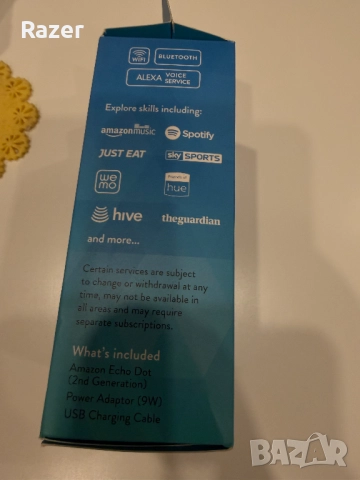 Razer
WiFi
BLUETOOTH
ALEXA VOICE SERVICE
Explore skills including:
amazonmusic
Spotify
JUST EAT
sky SPORTS
wemo
hue
hive
theguardian
and more...
Certain services are subject
to change or withdrawal at any
time, may not be available in
all areas and may require
separate subscriptions.
What's included
Amazon Echo Dot
(2nd Generation)
Power Adaptor (9W)
USB Charging Cable
BAZAR